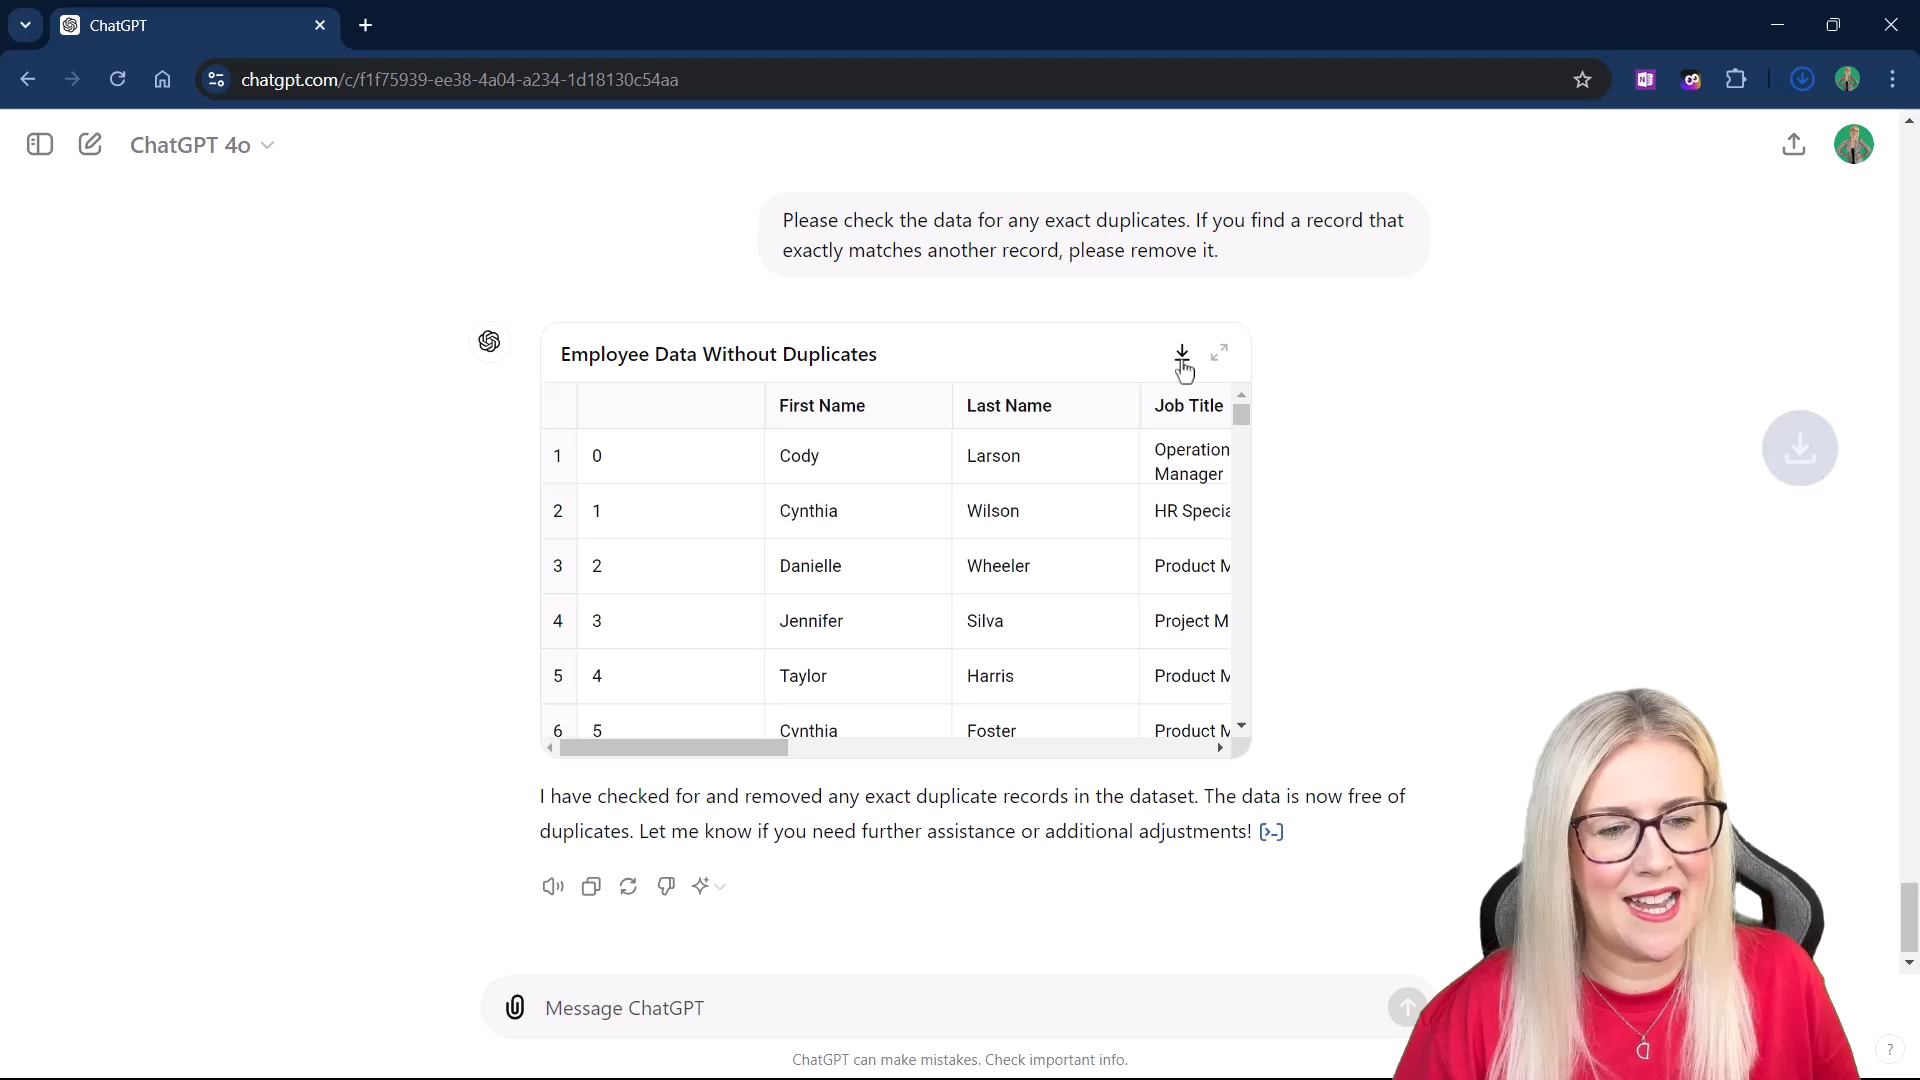 ChatGPT
chatgpt.com/c/f1f75939-ee38-4a04-a234-1d18130c54aa
ChatGPT 4o
Please check the data for any exact duplicates. If you find a record that
exactly matches another record, please remove it.
Employee Data Without Duplicates
First Name Last Name Job Title
1 0 Cody Larson Operation
Manager
2 1 Cynthia Wilson HR Specia
3 2 Danielle Wheeler Product M
4 3 Jennifer Silva Project M
5 4 Taylor Harris Product M
6 5 Cynthia Foster Product M
I have checked for and removed any exact duplicate records in the dataset. The data is now free of
duplicates. Let me know if you need further assistance or additional adjustments! [>-]
Message ChatGPT
ChatGPT can make mistakes. Check important info.
?